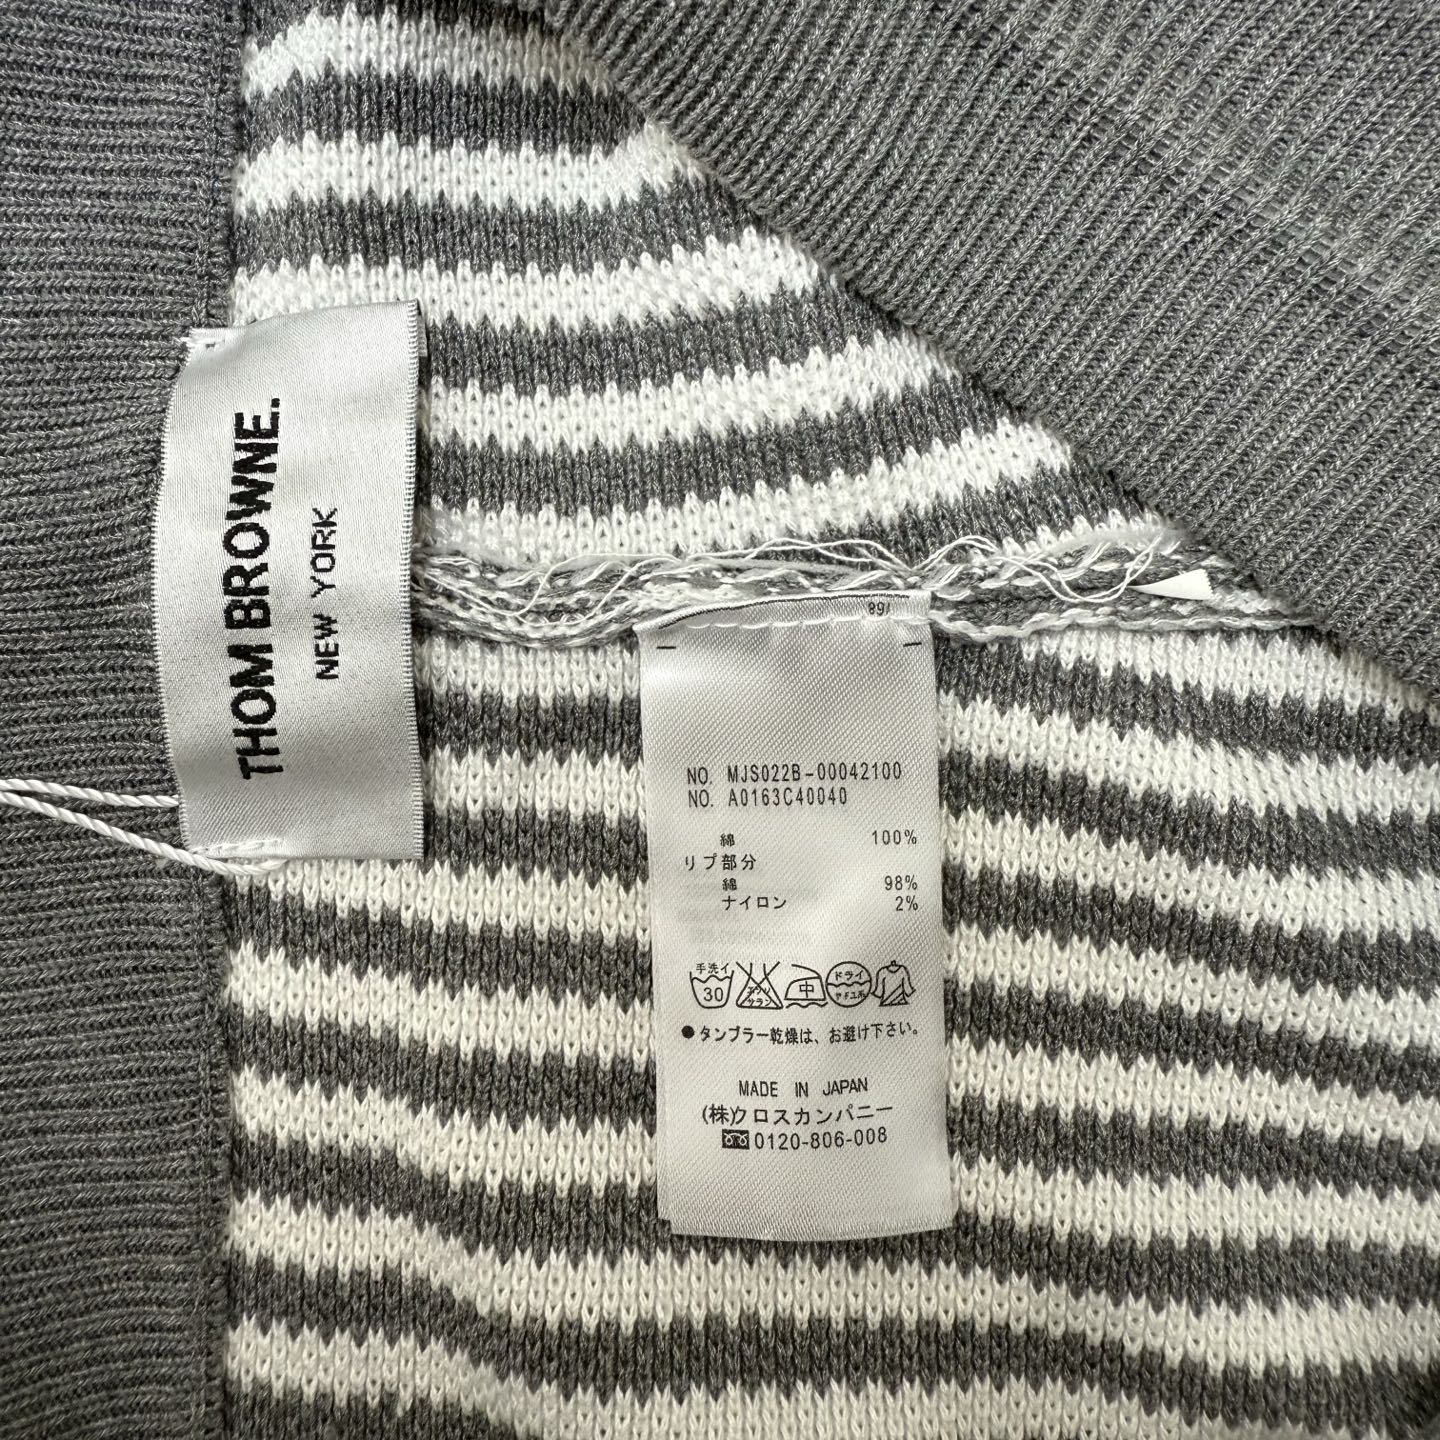 THOM BROWNE.
NEW YORK
NO. MJS022B-00042100
NO. A0163C40040
綿 100%
リブ部分
綿 98%
ナイロン 2%
手洗イ
30
中
ドライ
●タンブラー乾燥は、お避け下さい。
MADE IN JAPAN
(株)クロスカンパニー
0120-806-008